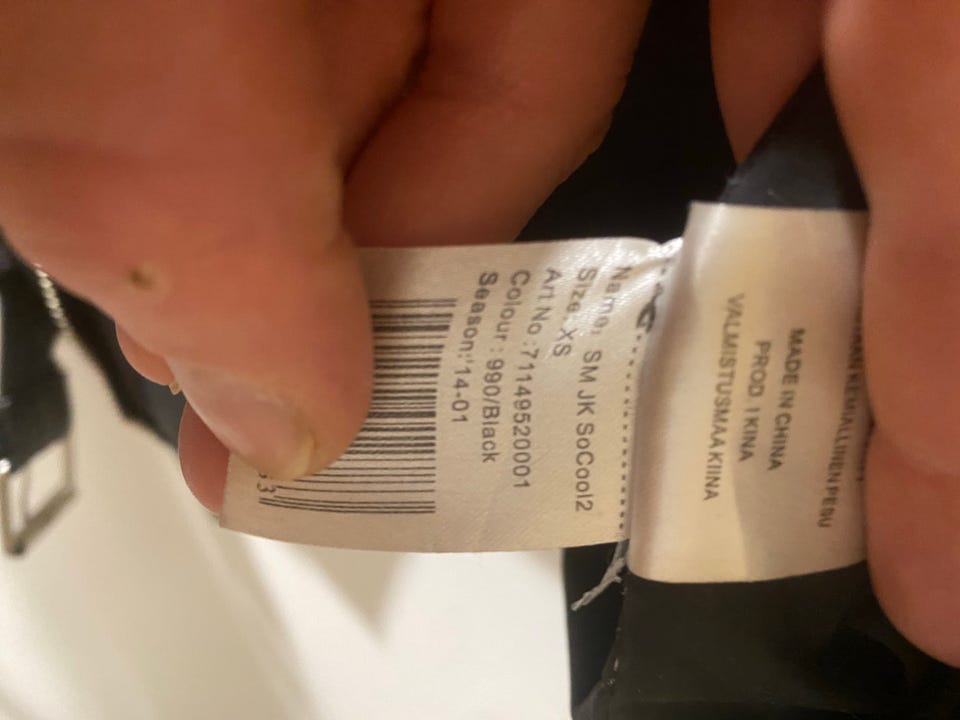 Name: SM JK SoCool2
Size: XS
Art No :71149520001
Colour : 990/Black
Season:'14-01
MADE IN CHINA
PROD. I KINA
VALMISTUSMAA KIINA